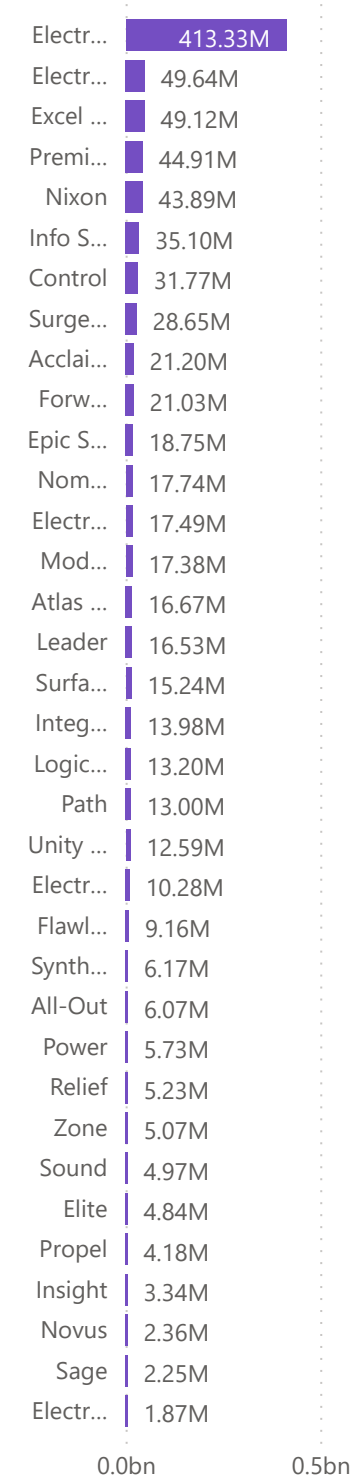 Electr... 413.33M
Electr... 49.64M
Excel ... 49.12M
Premi... 44.91M
Nixon 43.89M
Info S... 35.10M
Control 31.77M
Surge... 28.65M
Acclai... 21.20M
Forw... 21.03M
Epic S... 18.75M
Nom... 17.74M
Electr... 17.49M
Mod... 17.38M
Atlas ... 16.67M
Leader 16.53M
Surfa... 15.24M
Integ... 13.98M
Logic... 13.20M
Path 13.00M
Unity ... 12.59M
Electr... 10.28M
Flawl... 9.16M
Synth... 6.17M
All-Out 6.07M
Power 5.73M
Relief 5.23M
Zone 5.07M
Sound 4.97M
Elite 4.84M
Propel 4.18M
Insight 3.34M
Novus 2.36M
Sage 2.25M
Electr... 1.87M
0.0bn 0.5bn